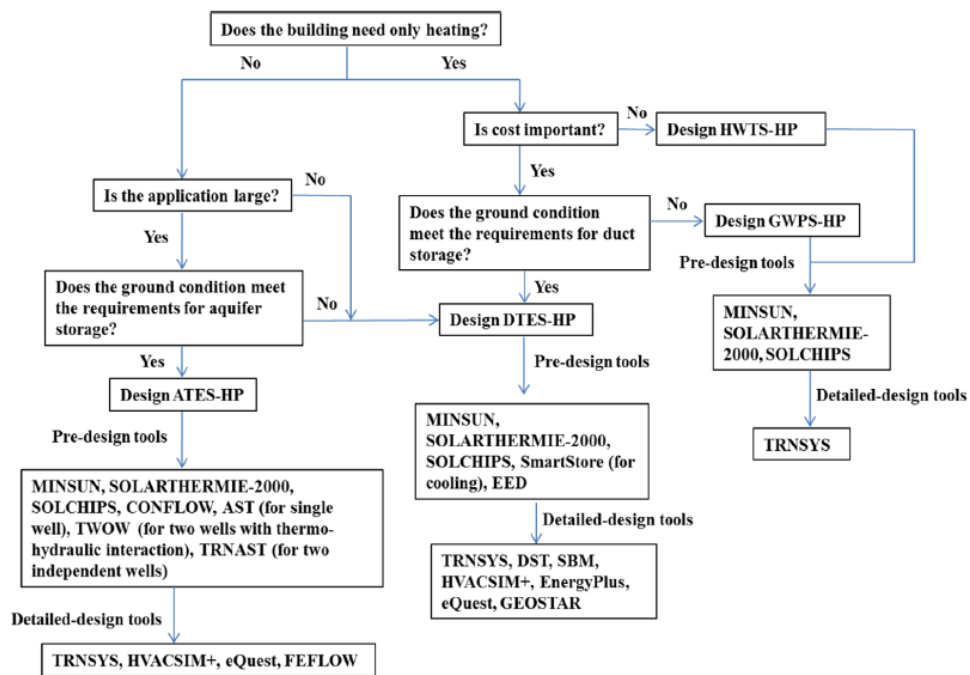 Does the building need only heating?
No
Yes
Is cost important?
No
Design HWTS-HP
Is the application large?
No
Yes
Does the ground condition
meet the requirements for duct
storage?
No
Design GWPS-HP
Yes
Pre-design tools
Does the ground condition meet
the requirements for aquifer
storage?
No
Yes
Design DTES-HP
MINSUN,
SOLARTHERMIE-
2000, SOLCHIPS
Yes
Design ATES-HP
Pre-design tools
Detailed-design tools
Pre-design tools
MINSUN,
SOLARTHERMIE-2000,
SOLCHIPS, SmartStore (for
cooling), EED
TRNSYS
MINSUN, SOLARTHERMIE-2000,
SOLCHIPS, CONFLOW, AST (for single
well), TWOW (for two wells with thermo-
hydraulic interaction), TRNAST (for two
independent wells)
Detailed-design tools
TRNSYS, DST, SBM,
HVACSIM+, EnergyPlus,
eQuest, GEOSTAR
Detailed-design tools
TRNSYS, HVACSIM+, eQuest, FEFLOW